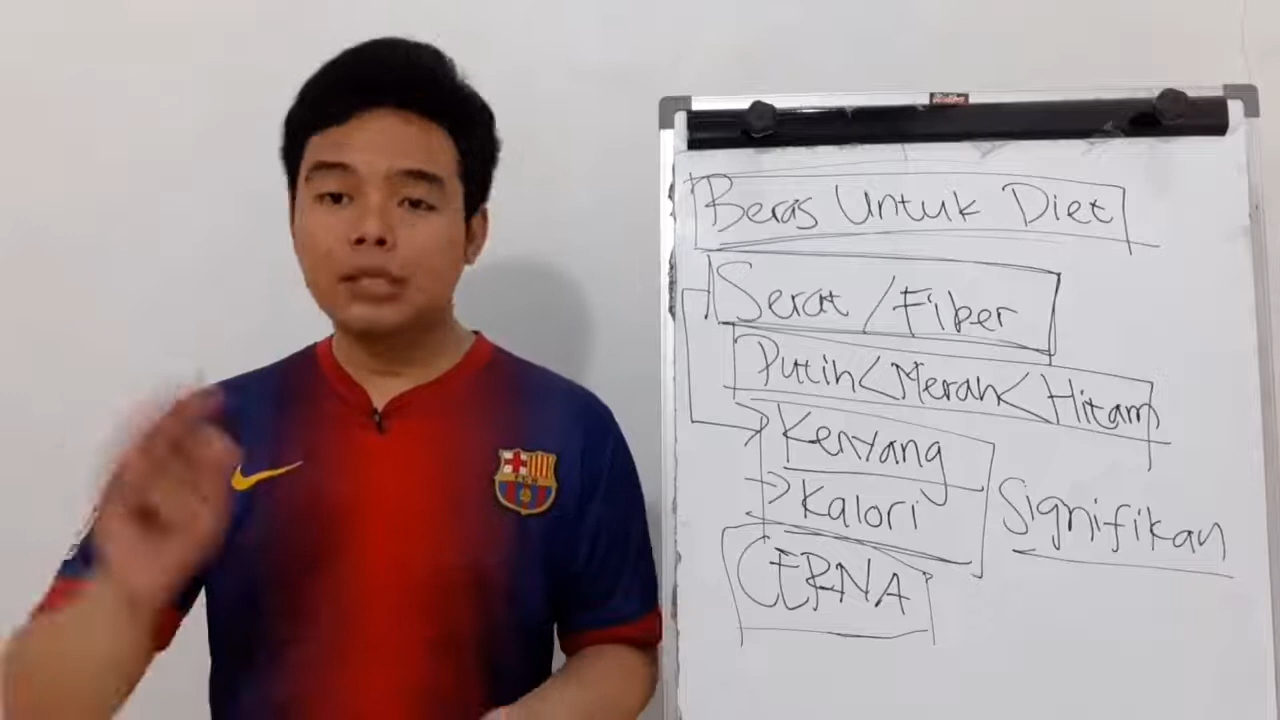 Beras Untuk Diet
Serat / Fiber
Putih < Merah < Hitam
Kenyang
Kalori
Signifikan
CERNA